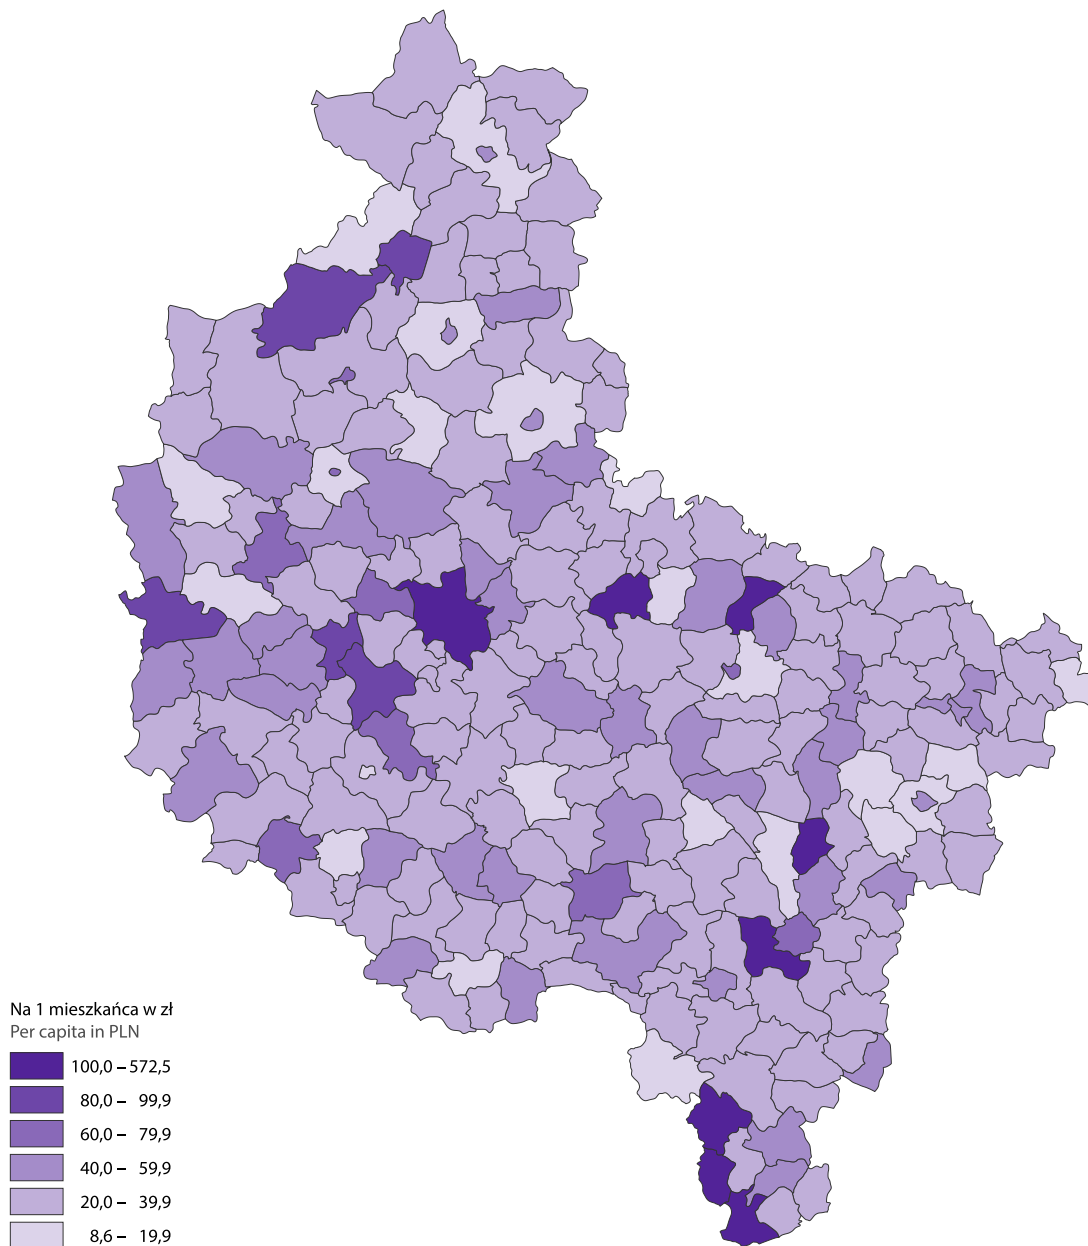 Na 1 mieszkańca w zł
Per capita in PLN
100,0 – 572,5
80,0 – 99,9
60,0 – 79,9
40,0 – 59,9
20,0 – 39,9
8,6 – 19,9